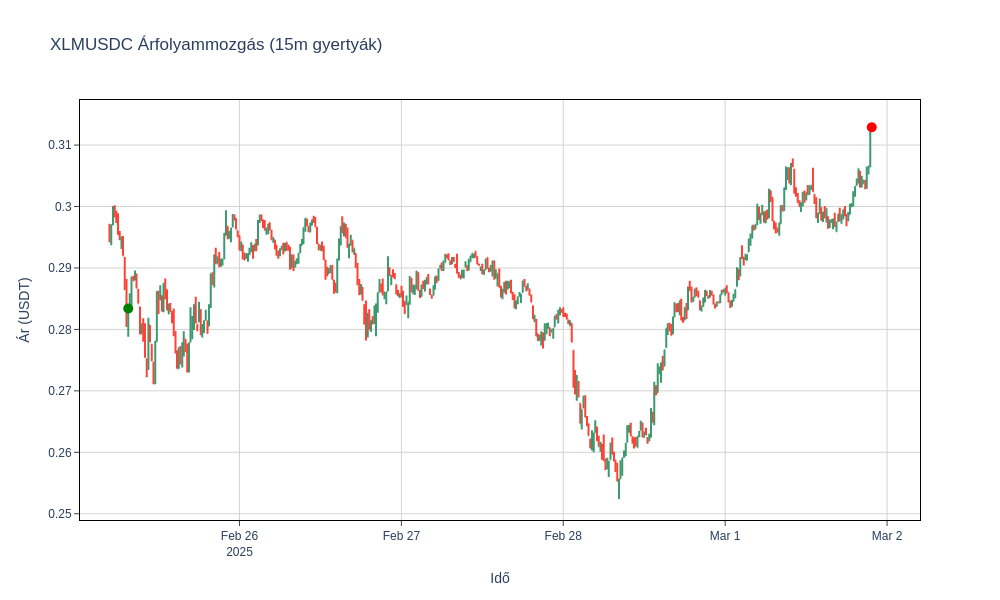 XLMUSDC Árfolyammozgás (15m gyertyák)
0.31
0.3
0.29
0.28
0.27
0.26
0.25
Ár (USDT)
Feb 26
2025
Feb 27
Feb 28
Mar 1
Mar 2
Idő